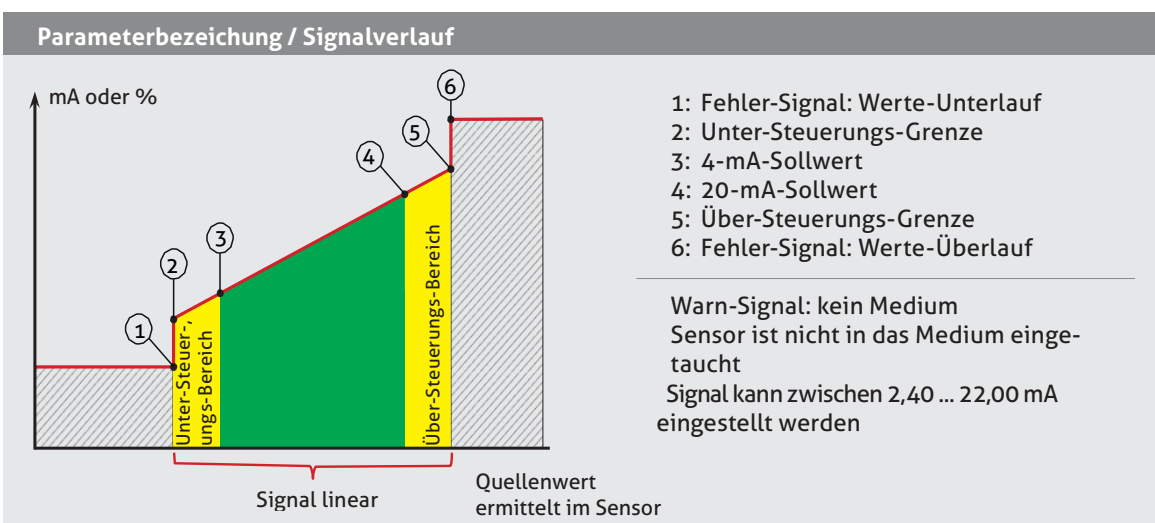 Parameterbezeichung / Signalverlauf
mA oder %
6
5
4
3
2
1
Unter-Steuer-,
ungs-Bereich
Über-Steuerungs-Bereich
Signal linear
Quellenwert
ermittelt im Sensor
1: Fehler-Signal: Werte-Unterlauf
2: Unter-Steuerungs-Grenze
3: 4-mA-Sollwert
4: 20-mA-Sollwert
5: Über-Steuerungs-Grenze
6: Fehler-Signal: Werte-Überlauf
Warn-Signal: kein Medium
Sensor ist nicht in das Medium einge-
taucht
Signal kann zwischen 2,40 ... 22,00 mA
eingestellt werden